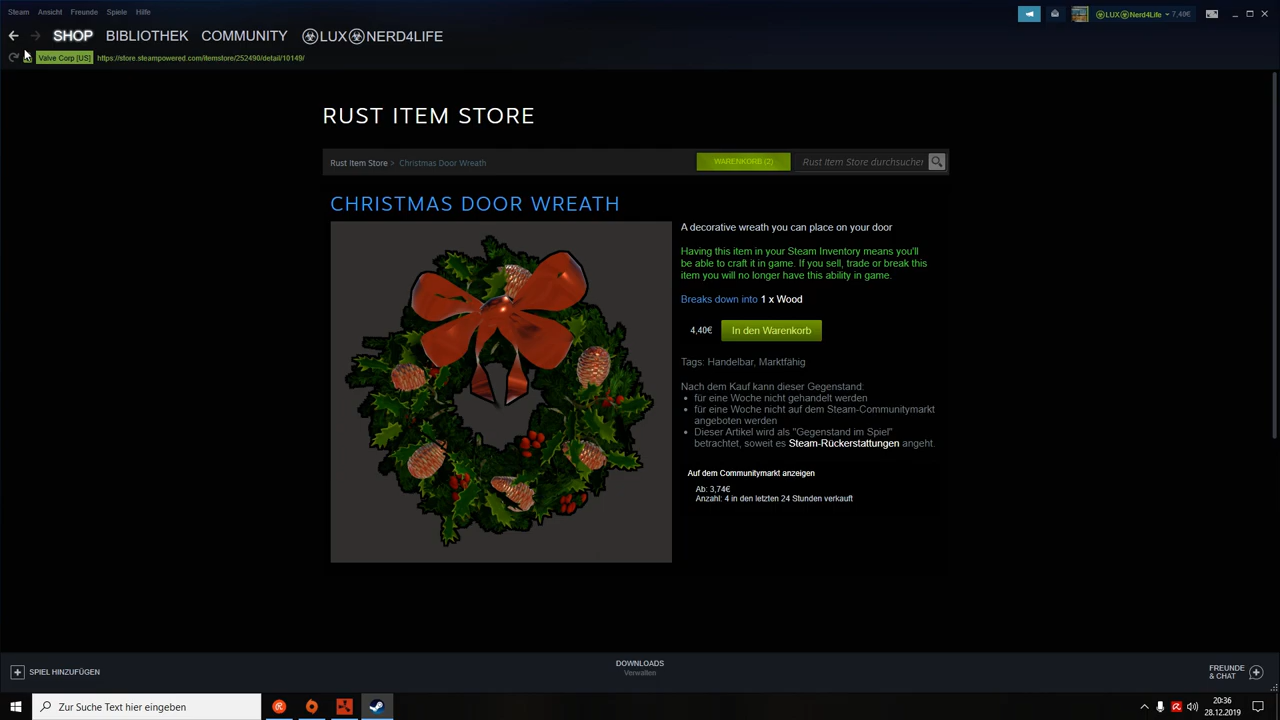 Steam Ansicht Freunde Spiele Hilfe
LUX Nerd4Life 7,40€
SHOP BIBLIOTHEK COMMUNITY LUX NERD4LIFE
Valve Corp [US] https://store.steampowered.com/itemstore/252490/detail/10149/
RUST ITEM STORE
Rust Item Store > Christmas Door Wreath
WARENKORB (2)
Rust Item Store durchsuchen
CHRISTMAS DOOR WREATH
A decorative wreath you can place on your door
Having this item in your Steam Inventory means you'll
be able to craft it in game. If you sell, trade or break this
item you will no longer have this ability in game.
Breaks down into 1 x Wood
4,40€ In den Warenkorb
Tags: Handelbar, Marktfähig
Nach dem Kauf kann dieser Gegenstand:
für eine Woche nicht gehandelt werden
für eine Woche nicht auf dem Steam-Communitymarkt
angeboten werden
Dieser Artikel wird als "Gegenstand im Spiel"
betrachtet, soweit es Steam-Rückerstattungen angeht.
Auf dem Communitymarkt anzeigen
Ab: 3,74€
Anzahl: 4 in den letzten 24 Stunden verkauft
SPIEL HINZUFÜGEN
DOWNLOADS
Verwalten
FREUNDE
& CHAT
Zur Suche Text hier eingeben
20:36
28.12.2019